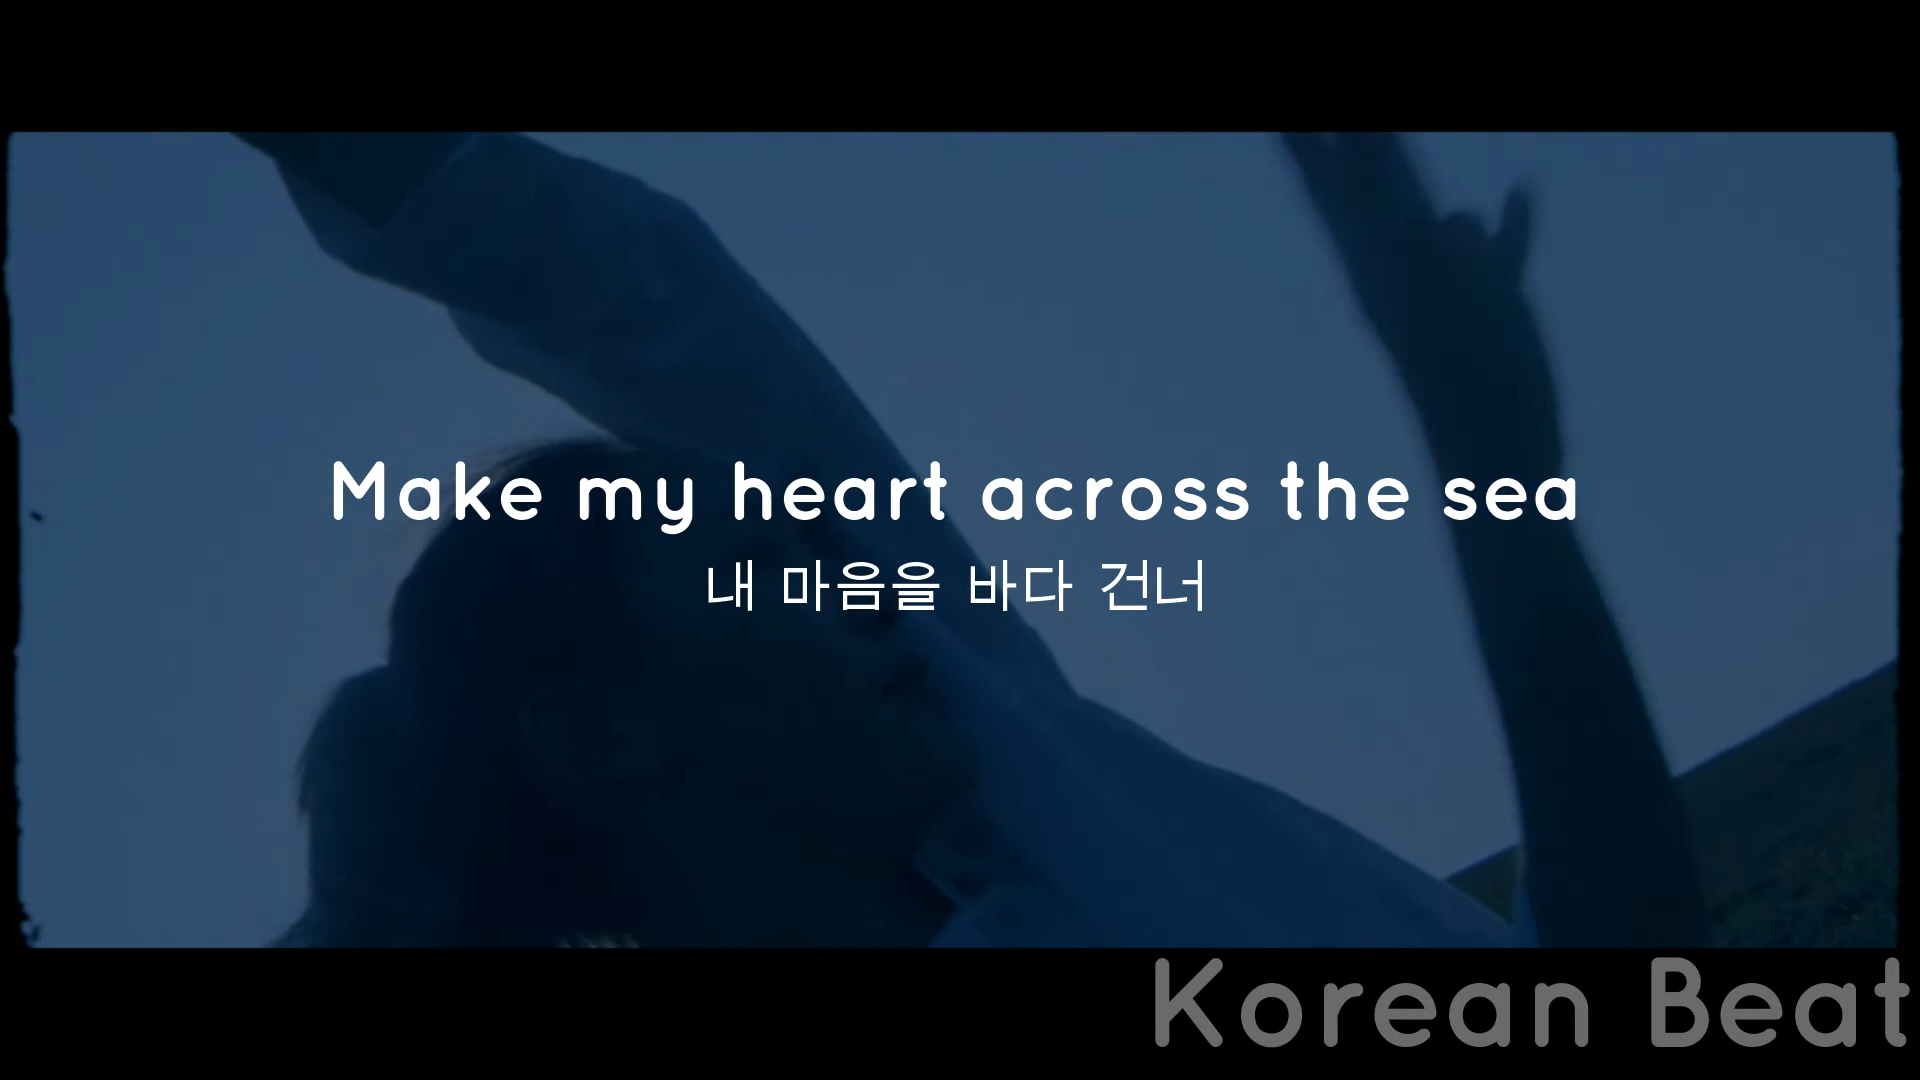 Make my heart across the sea
내 마음을 바다 건너
Korean Beat